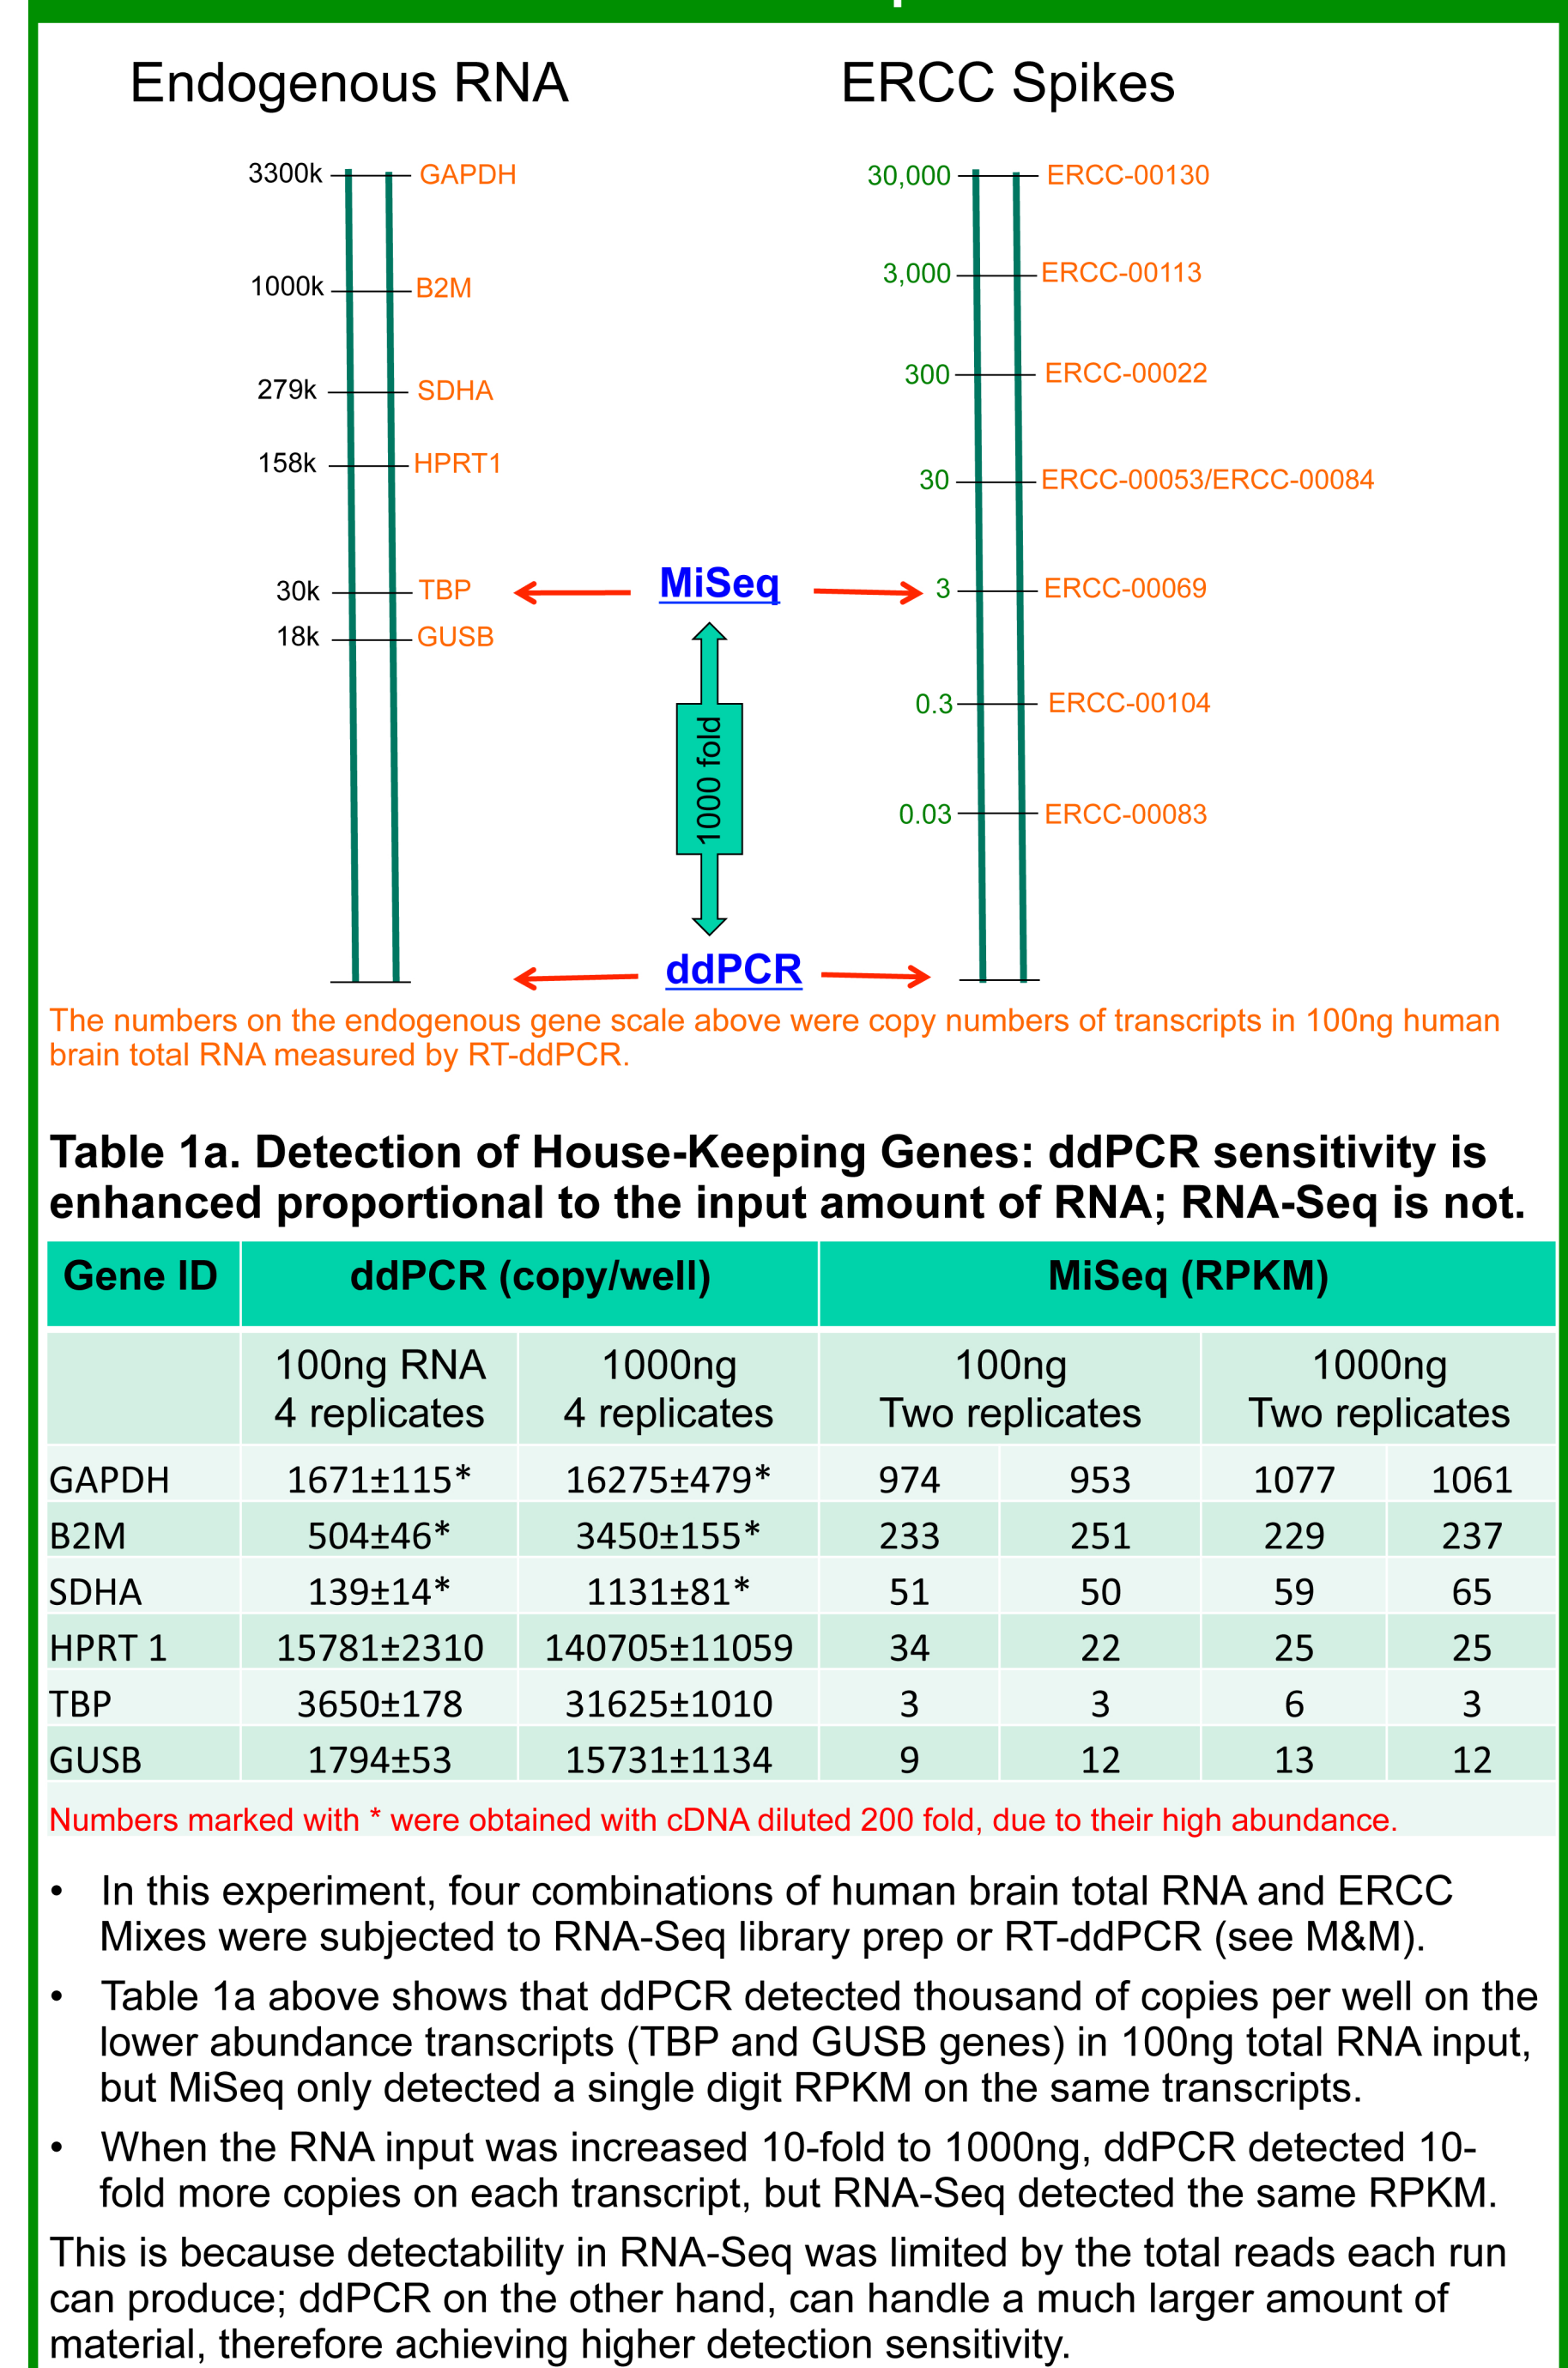 Endogenous RNA
ERCC Spikes
3300k
GAPDH
1000k
B2M
279k
SDHA
158k
HPRT1
30k
TBP
18k
GUSB
MiSeq
1000 fold
ddPCR
30,000
ERCC-00130
3,000
ERCC-00113
300
ERCC-00022
30
ERCC-00053/ERCC-00084
3
ERCC-00069
0.3
ERCC-00104
0.03
ERCC-00083
The numbers on the endogenous gene scale above were copy numbers of transcripts in 100ng human
brain total RNA measured by RT-ddPCR.
Table 1a. Detection of House-Keeping Genes: ddPCR sensitivity is
enhanced proportional to the input amount of RNA; RNA-Seq is not.
Gene ID ddPCR (copy/well) MiSeq (RPKM)
100ng RNA 1000ng 100ng 1000ng
4 replicates 4 replicates Two replicates Two replicates
GAPDH 1671±115* 16275±479* 974 953 1077 1061
B2M 504±46* 3450±155* 233 251 229 237
SDHA 139±14* 1131±81* 51 50 59 65
HPRT 1 15781±2310 140705±11059 34 22 25 25
TBP 3650±178 31625±1010 3 3 6 3
GUSB 1794±53 15731±1134 9 12 13 12
Numbers marked with * were obtained with cDNA diluted 200 fold, due to their high abundance.
• In this experiment, four combinations of human brain total RNA and ERCC
Mixes were subjected to RNA-Seq library prep or RT-ddPCR (see M&M).
• Table 1a above shows that ddPCR detected thousand of copies per well on the
lower abundance transcripts (TBP and GUSB genes) in 100ng total RNA input,
but MiSeq only detected a single digit RPKM on the same transcripts.
• When the RNA input was increased 10-fold to 1000ng, ddPCR detected 10-
fold more copies on each transcript, but RNA-Seq detected the same RPKM.
This is because detectability in RNA-Seq was limited by the total reads each run
can produce; ddPCR on the other hand, can handle a much larger amount of
material, therefore achieving higher detection sensitivity.